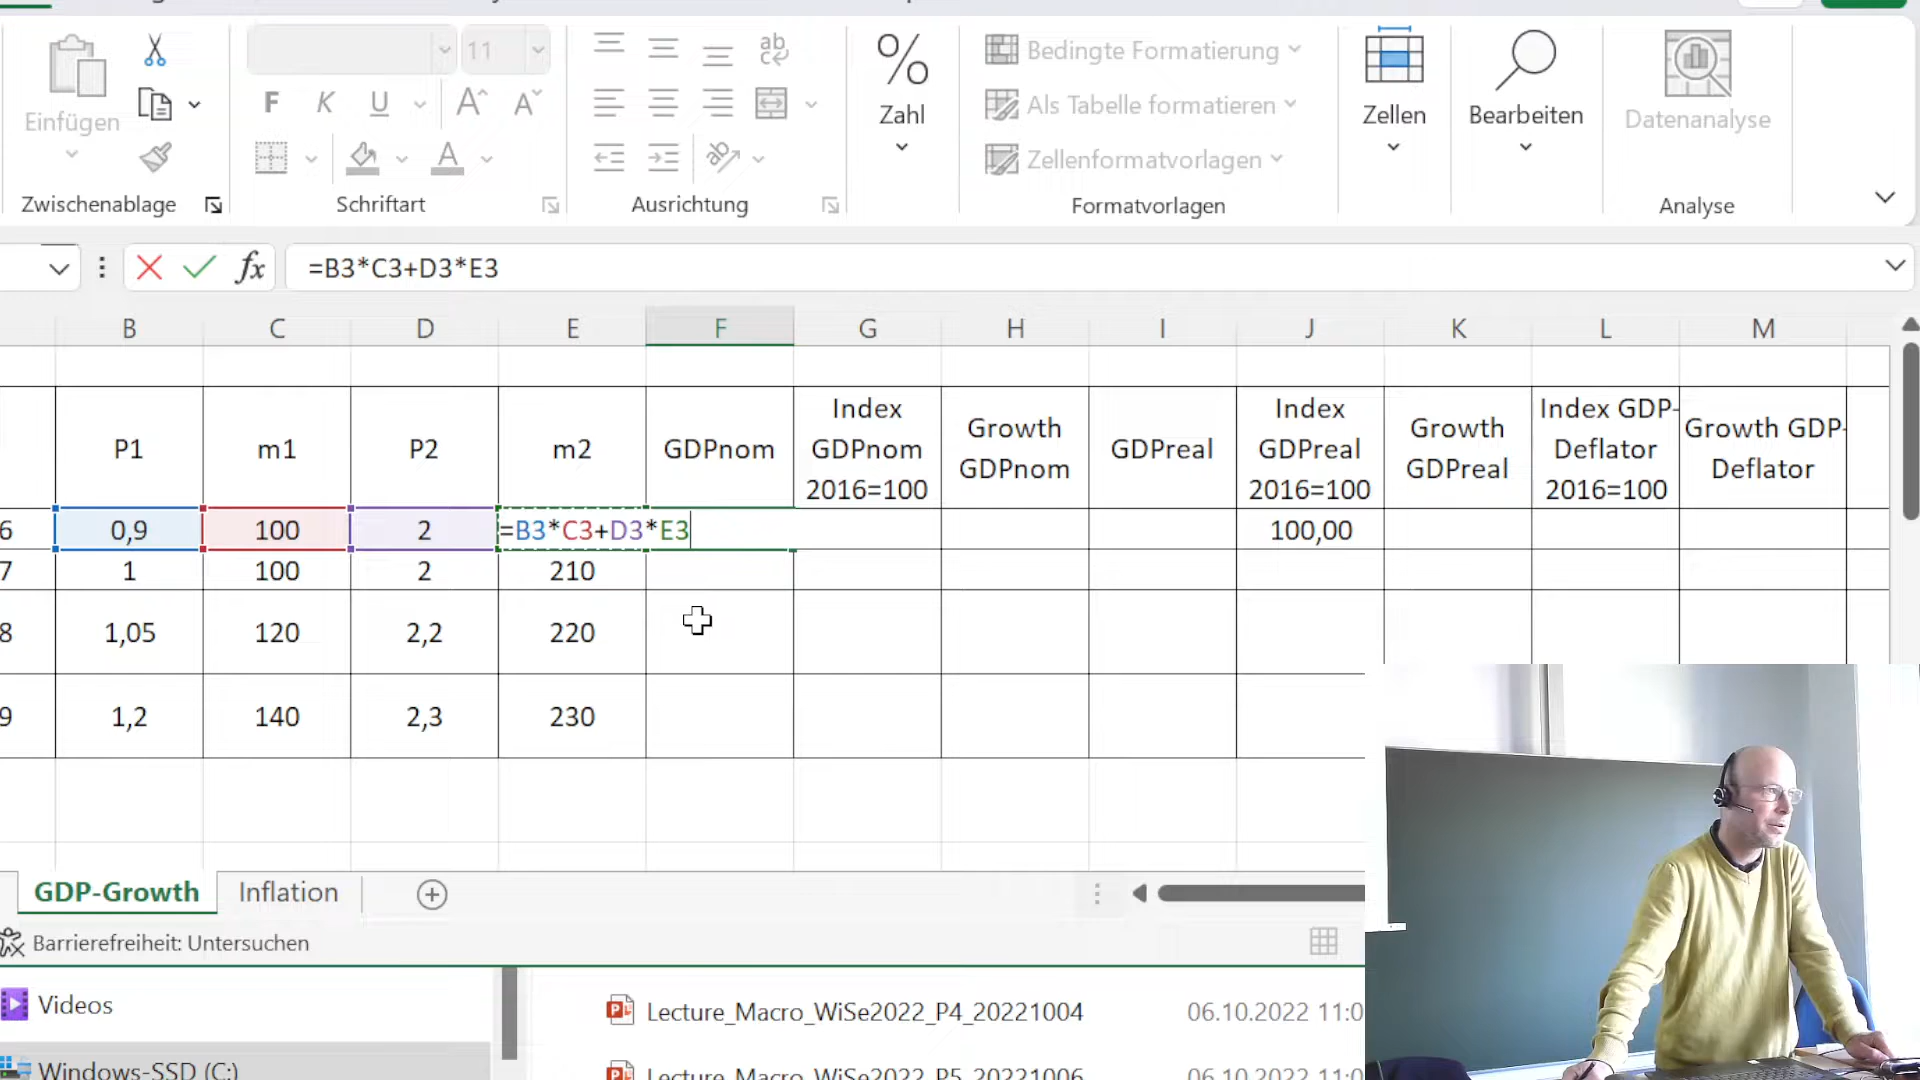 11
ab
Einfügen
F K U A A
A
%
Zahl
Bedingte Formatierung
Als Tabelle formatieren
Zellenformatvorlagen
Zellen
Bearbeiten
Datenanalyse
Zwischenablage
Schriftart
Ausrichtung
Formatvorlagen
Analyse
fx
=B3*C3+D3*E3
B C D E F G H I J K L M
P1
m1
P2
m2
GDPnom
Index
GDPnom
2016=100
Growth
GDPnom
GDPreal
Index
GDPreal
2016=100
Growth
GDPreal
Index GDP-
Deflator
2016=100
Growth GDP-
Deflator
6 0,9 100 2 =B3*C3+D3*E3 100,00
7 1 100 2 210
8 1,05 120 2,2 220
9 1,2 140 2,3 230
GDP-Growth
Inflation
Barrierefreiheit: Untersuchen
Videos
Windows-SSD (C:)
Lecture_Macro_WiSe2022_P4_20221004 06.10.2022 11:0
Lecture_Macro_WiSe2022_P5_20221006 06.10.2022 11:0